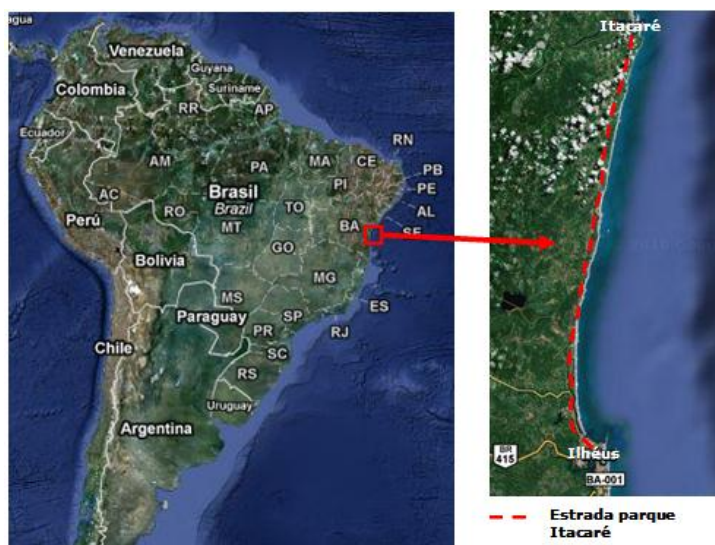 Venezuela
Guyana
Suriname
Colombia
RR
AP
Ecuador
RN
AM
PA
MA
CE
PB
PI
PE
Brasil
Brazil
AC
TO
AL
Perú
RO
MT
BA
SE
GO
Bolivia
MG
MS
ES
Paraguay
SP
RJ
PR
Chile
SC
RS
Uruguay
Argentina
Itacaré
Ilhéus
BR
415
BA-001
Estrada parque
Itacaré